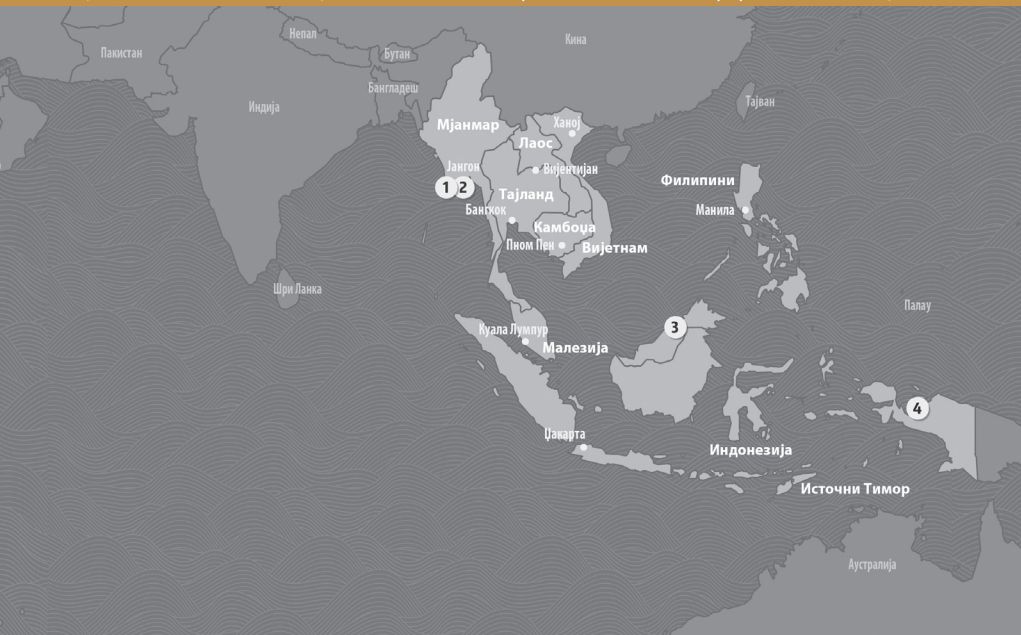 Непал
Кина
Пакистан
Бутан
Бангладеш
Тајван
Индија
Мјанмар
Ханој
Лаос
Јангон
Вијентијан
Филипини
1 2
Тајланд
Бангкок
Манила
Камбоџа
Пном Пен
Вијетнам
Шри Ланка
Палау
3
Куала Лумпур
Малезија
4
Џакарта
Индонезија
Источни Тимор
Аустралија